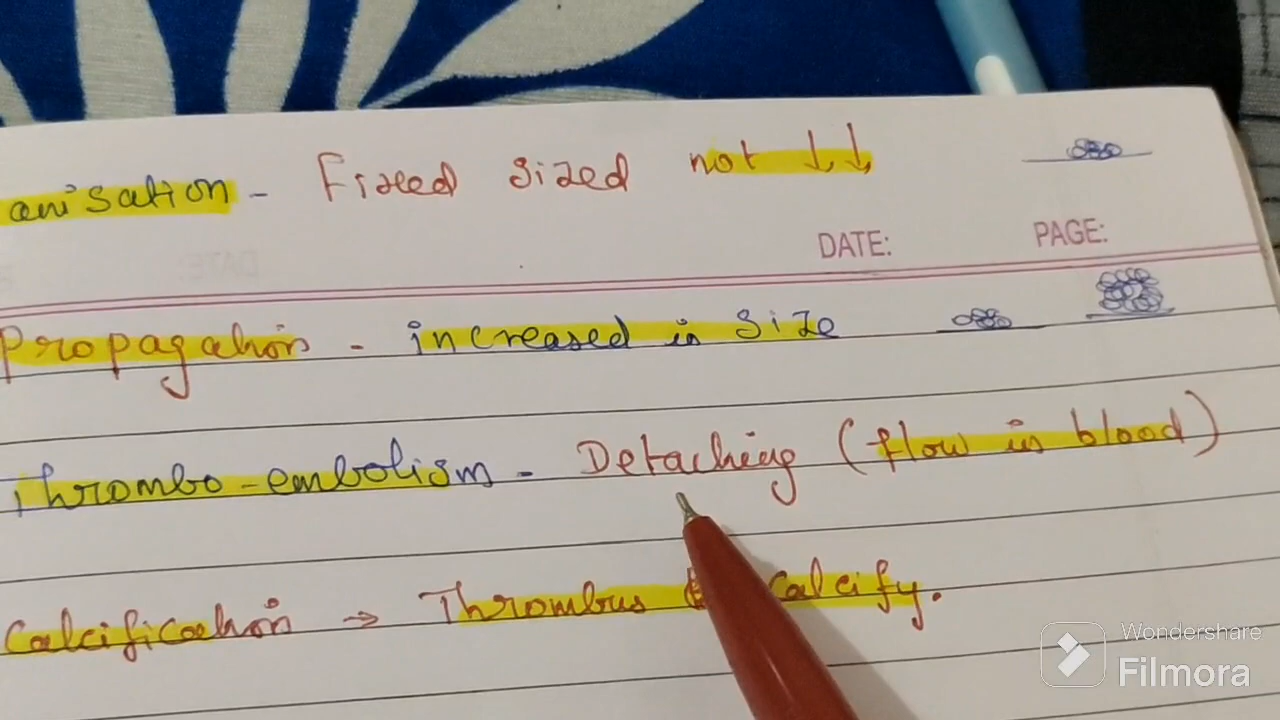 anisation - Fixed sized not ↓↓
DATE: PAGE:
Propagation - increased in size
Thrombo-embolism - Detaching (flow in blood)
Calcification → Thrombus calcify.
Wondershare
Filmora